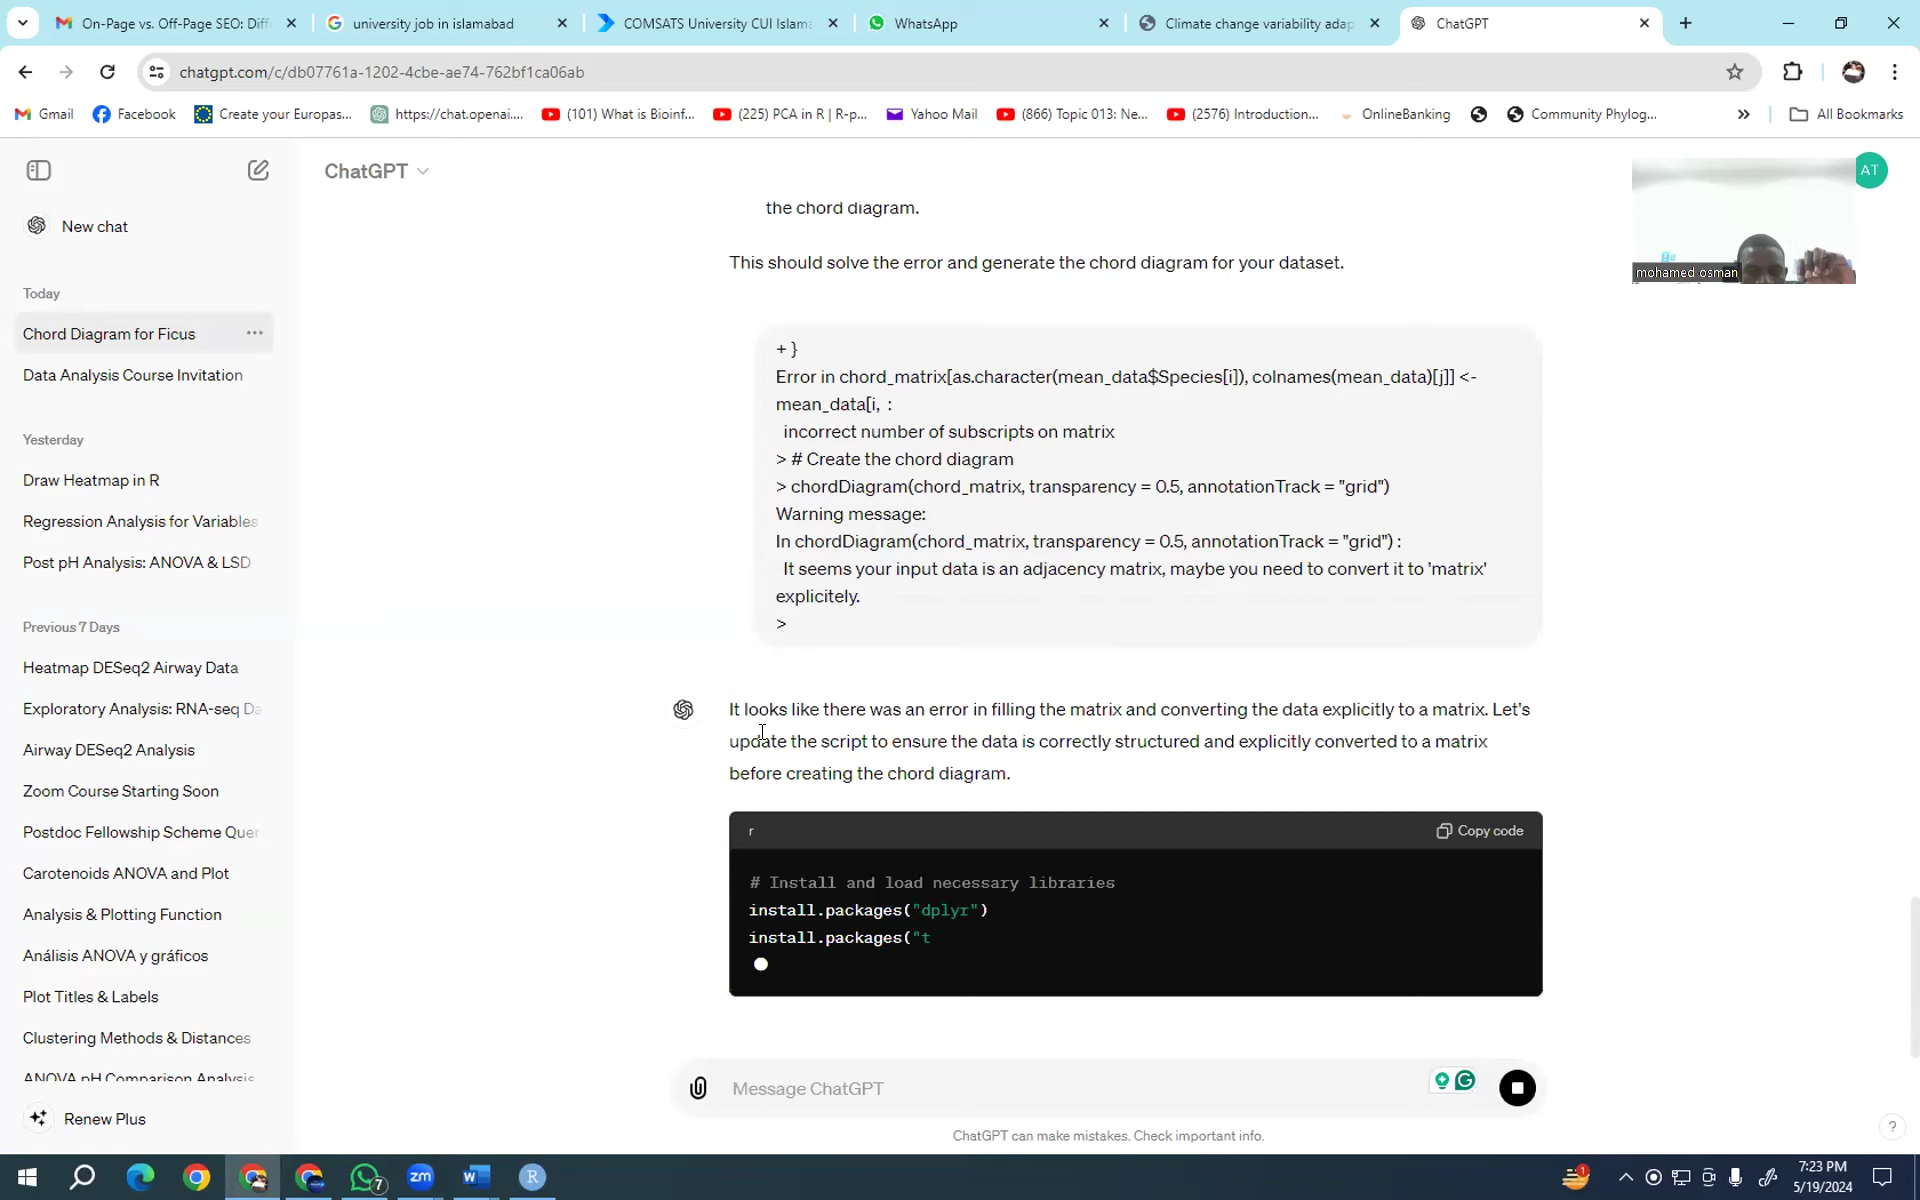 On-Page vs. Off-Page SEO: Diff
university job in islamabad
COMSATS University CUI Islama
WhatsApp
Climate change variability adap
ChatGPT
chatgpt.com/c/db07761a-1202-4cbe-ae74-762bf1ca06ab
Gmail
Facebook
Create your Europas...
https://chat.openai....
(101) What is Bioinf...
(225) PCA in R | R-p...
Yahoo Mail
(866) Topic 013: Ne...
(2576) Introduction...
OnlineBanking
Community Phylog...
All Bookmarks
ChatGPT
AT
mohamed osman
New chat
Today
Chord Diagram for Ficus
Data Analysis Course Invitation
Yesterday
Draw Heatmap in R
Regression Analysis for Variables
Post pH Analysis: ANOVA & LSD
Previous 7 Days
Heatmap DESeq2 Airway Data
Exploratory Analysis: RNA-seq Da
Airway DESeq2 Analysis
Zoom Course Starting Soon
Postdoc Fellowship Scheme Quer
Carotenoids ANOVA and Plot
Analysis & Plotting Function
Análisis ANOVA y gráficos
Plot Titles & Labels
Clustering Methods & Distances
ANOVA pH Comparison Analysis
Renew Plus
the chord diagram.
This should solve the error and generate the chord diagram for your dataset.
+ }
Error in chord_matrix[as.character(mean_data$Species[i]), colnames(mean_data)[j]] <-
mean_data[i, :
incorrect number of subscripts on matrix
> # Create the chord diagram
> chordDiagram(chord_matrix, transparency = 0.5, annotationTrack = "grid")
Warning message:
In chordDiagram(chord_matrix, transparency = 0.5, annotationTrack = "grid") :
It seems your input data is an adjacency matrix, maybe you need to convert it to 'matrix'
explicitely.
>
It looks like there was an error in filling the matrix and converting the data explicitly to a matrix. Let's
update the script to ensure the data is correctly structured and explicitly converted to a matrix
before creating the chord diagram.
r
Copy code
# Install and load necessary libraries
install.packages("dplyr")
install.packages("t
Message ChatGPT
ChatGPT can make mistakes. Check important info.
?
7
zm
W
R
1
7:23 PM
5/19/2024